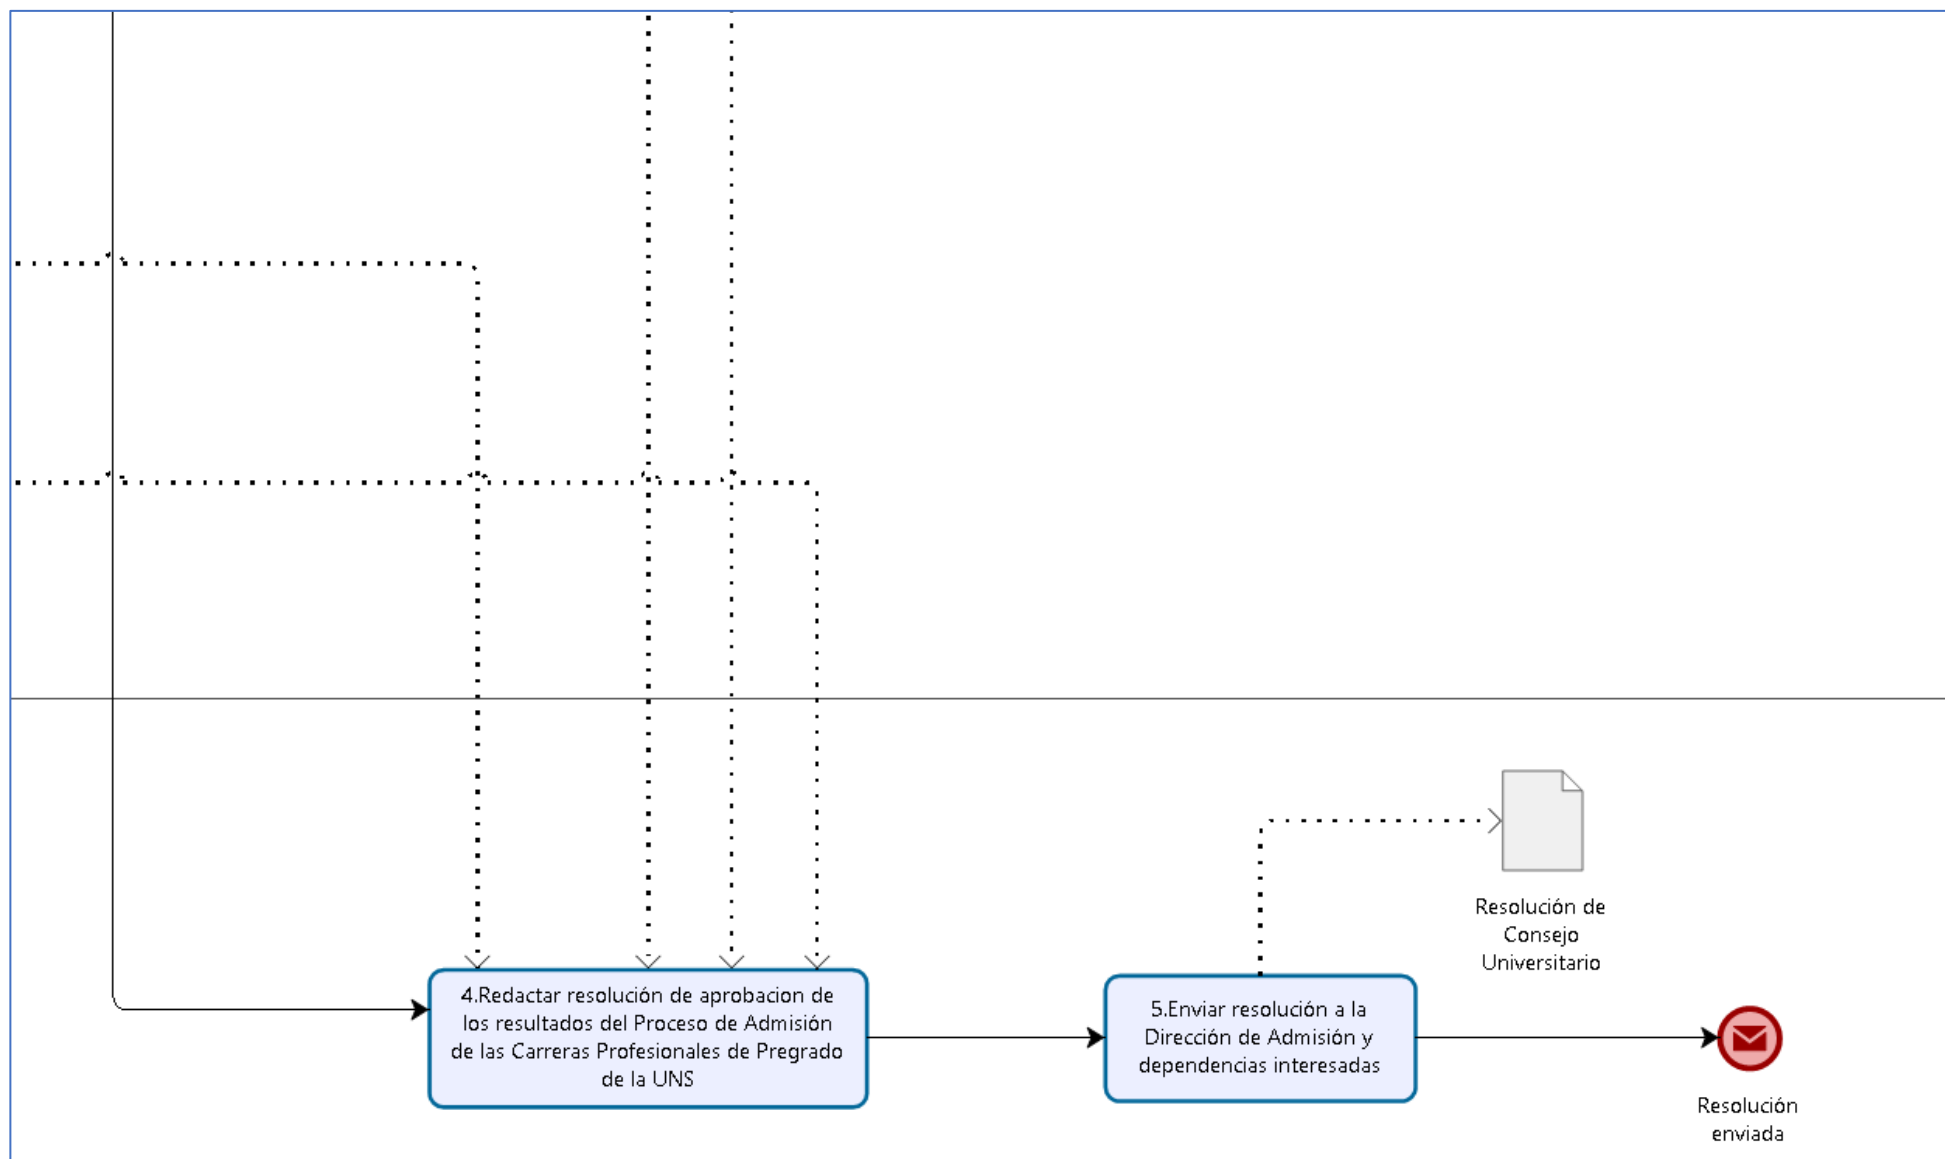 Resolución de
Consejo
Universitario
4.Redactar resolución de aprobacion de
los resultados del Proceso de Admisión
de las Carreras Profesionales de Pregrado
de la UNS
5.Enviar resolución a la
Dirección de Admisión y
dependencias interesadas
Resolución
enviada